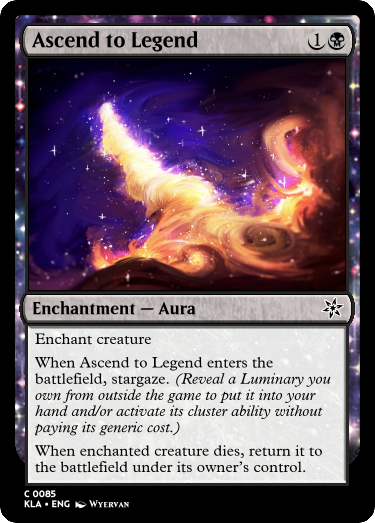 Ascend to Legend 1
Enchantment — Aura
Enchant creature
When Ascend to Legend enters the
battlefield, stargaze. (Reveal a Luminary you
own from outside the game to put it into your
hand and/or activate its cluster ability without
paying its generic cost.)
When enchanted creature dies, return it to
the battlefield under its owner's control.
C 0085
KLA • ENG Wyervan